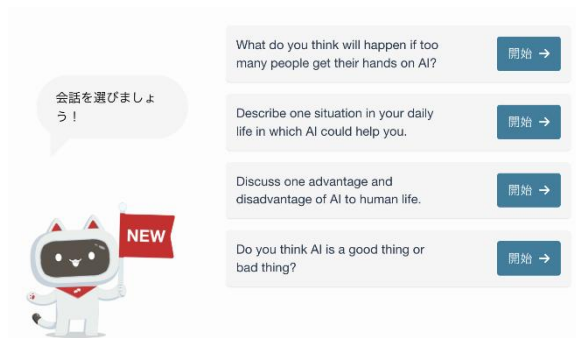 会話を選びましょ
う！
NEW
What do you think will happen if too
many people get their hands on AI?
開始 →
Describe one situation in your daily
life in which AI could help you.
開始 →
Discuss one advantage and
disadvantage of AI to human life.
開始 →
Do you think AI is a good thing or
bad thing?
開始 →